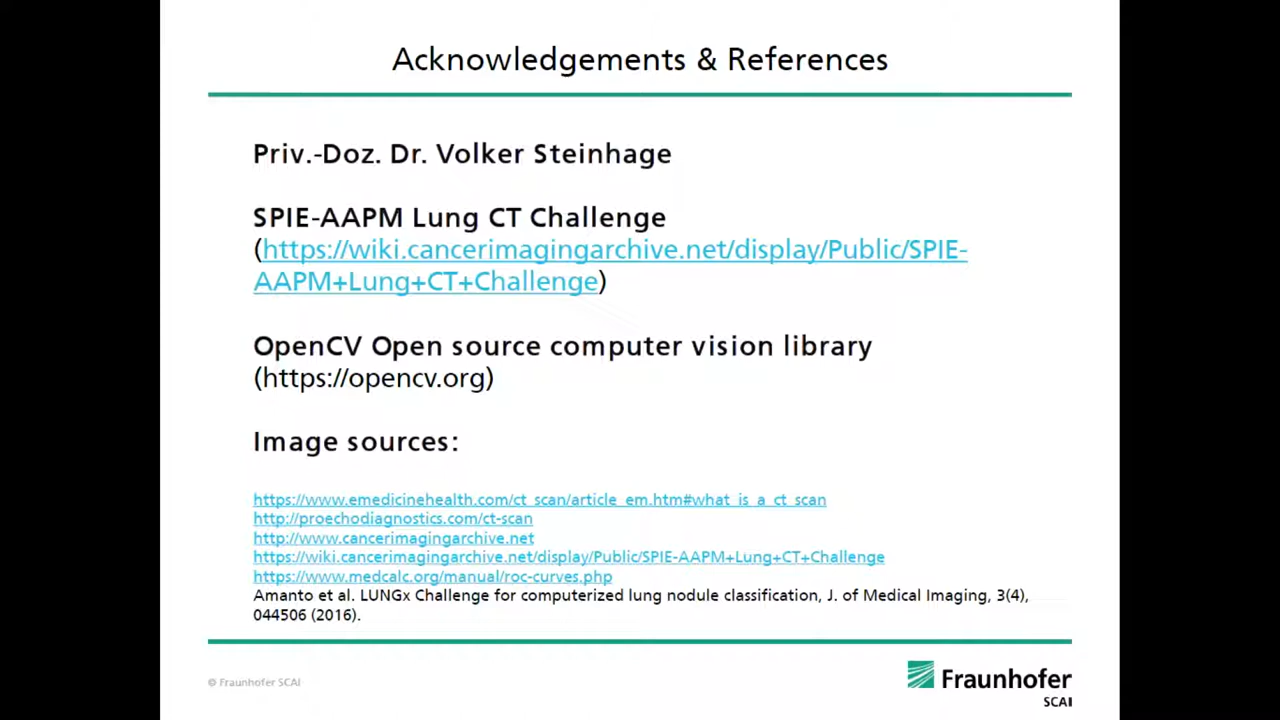 Acknowledgements & References
Priv.-Doz. Dr. Volker Steinhage
SPIE-AAPM Lung CT Challenge
(https://wiki.cancerimagingarchive.net/display/Public/SPIE-
AAPM+Lung+CT+Challenge)
OpenCV Open source computer vision library
(https://opencv.org)
Image sources:
https://www.emedicinehealth.com/ct_scan/article_em.htm#what_is_a_ct_scan
http://proechodiagnostics.com/ct-scan
http://www.cancerimagingarchive.net
https://wiki.cancerimagingarchive.net/display/Public/SPIE-AAPM+Lung+CT+Challenge
https://www.medcalc.org/manual/roc-curves.php
Amanto et al. LUNGx Challenge for computerized lung nodule classification, J. of Medical Imaging, 3(4),
044506 (2016).
© Fraunhofer SCAI
Fraunhofer
SCAI